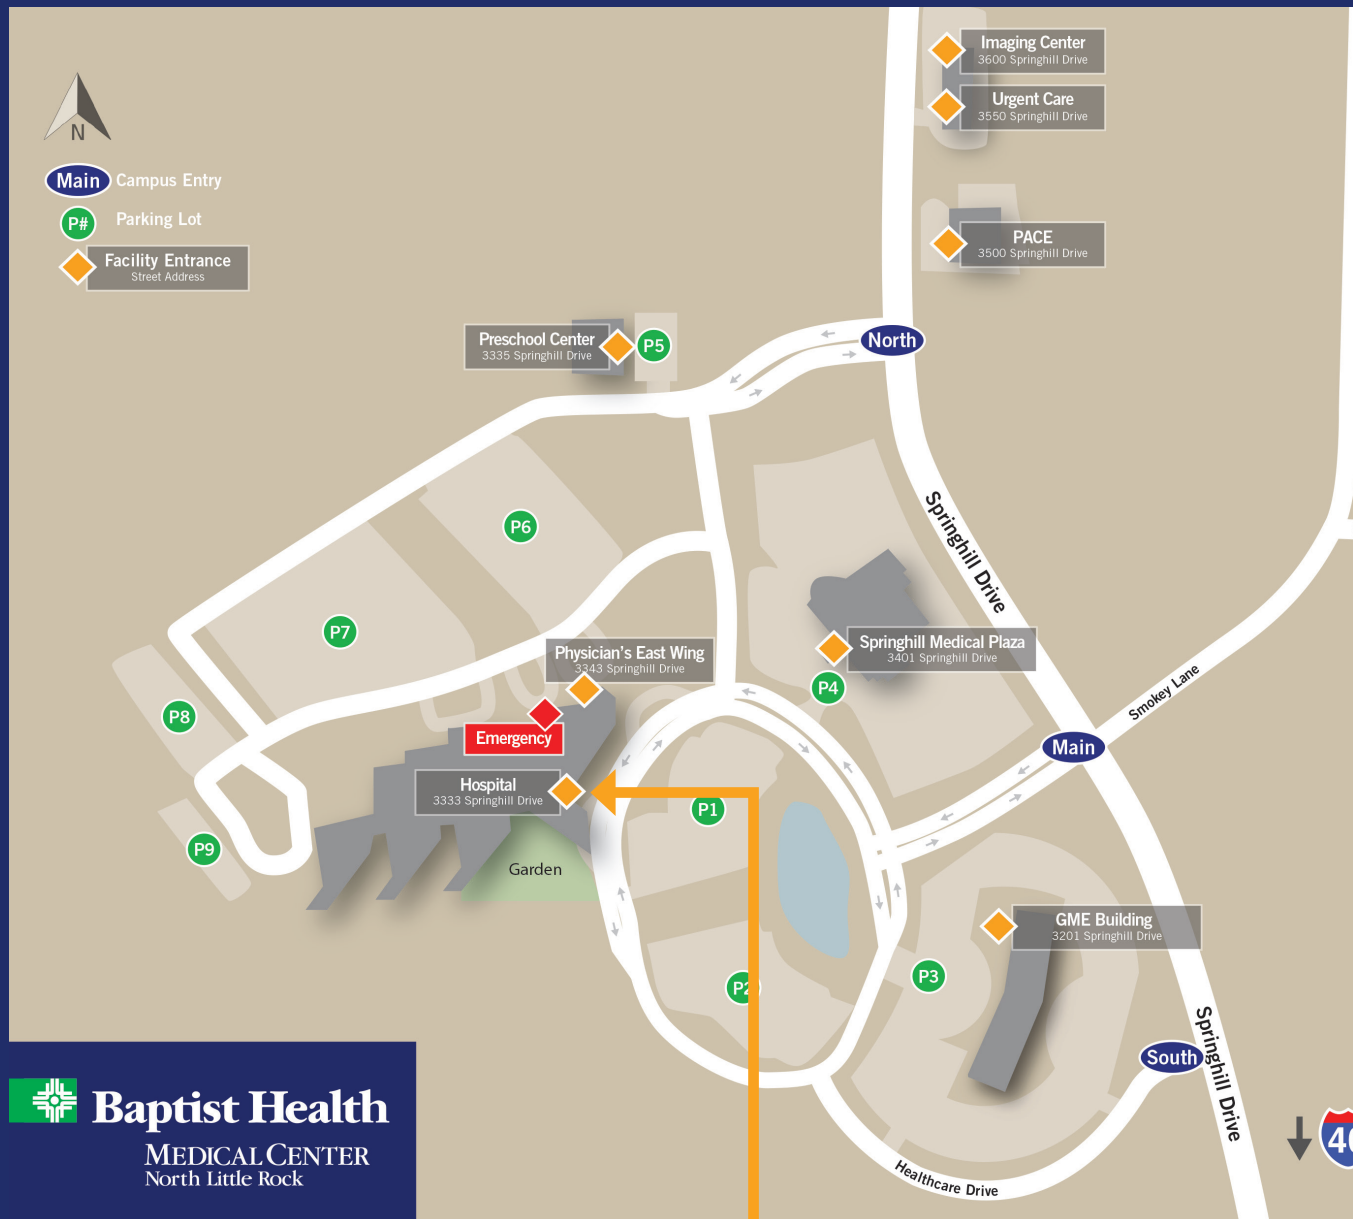 N
Main Campus Entry
P# Parking Lot
Facility Entrance
Street Address
Imaging Center
3600 Springhill Drive
Urgent Care
3550 Springhill Drive
PACE
3500 Springhill Drive
North
Preschool Center
3335 Springhill Drive
P5
P6
Springhill Drive
P7
Physician's East Wing
3343 Springhill Drive
Springhill Medical Plaza
3401 Springhill Drive
P4
Smokey Lane
P8
Emergency
Main
Hospital
3333 Springhill Drive
P1
P9
Garden
GME Building
3201 Springhill Drive
P3
P2
South
Springhill Drive
Healthcare Drive
Baptist Health
MEDICAL CENTER
North Little Rock